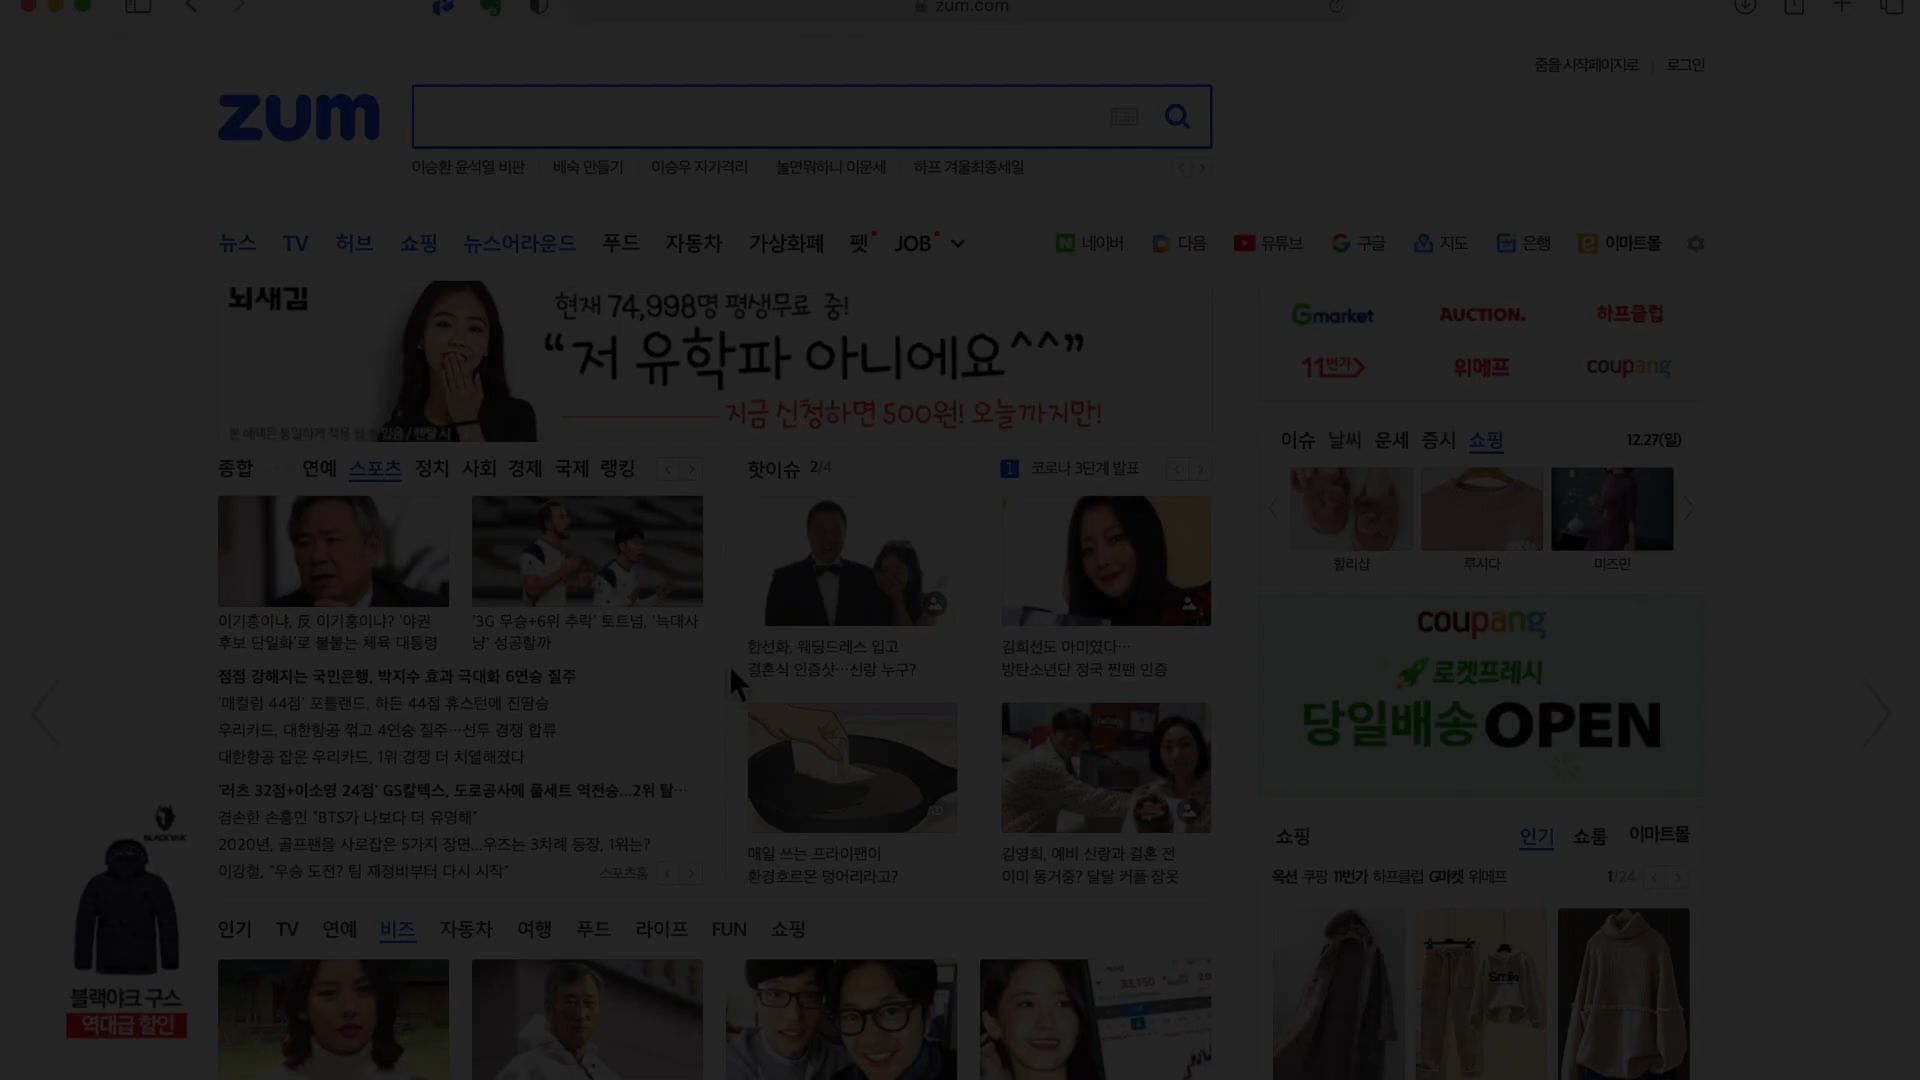 zum.com
줌을 시작페이지로 로그인
zum
이승환 윤석열 비판 배숙 만들기 이승우 자가격리 놀면뭐하니 이문세 하프 겨울최종세일
뉴스 TV 허브 쇼핑 뉴스어라운드 푸드 자동차 가상화폐 펫 JOB
네이버 다음 유튜브 구글 지도 은행 이마트몰
뇌새김
현재 74,998명 평생무료 중!
“저 유학파 아니에요^^”
지금 신청하면 500원! 오늘까지만!
Gmarket AUCTION. 하프클럽
11번가 위메프 coupang
종합 연예 스포츠 정치 사회 경제 국제 랭킹
이기흥이냐, 反 이기흥이냐? '야권
후보 단일화'로 불붙는 체육 대통령
'3G 무승+6위 추락' 토트넘, '늑대사
냥' 성공할까
점점 강해지는 국민은행, 박지수 효과 극대화 6연승 질주
'매컬럼 44점' 포틀랜드, 하든 44점 휴스턴에 진땀승
우리카드, 대한항공 꺾고 4연승 질주…선두 경쟁 합류
대한항공 잡은 우리카드, 1위 경쟁 더 치열해졌다
'러츠 32점+이소영 24점' GS칼텍스, 도로공사에 풀세트 역전승...2위 탈…
겸손한 손흥민 "BTS가 나보다 더 유명해"
2020년, 골프팬을 사로잡은 5가지 장면...우즈는 3차례 등장, 1위는?
이강철, "우승 도전? 팀 재정비부터 다시 시작"
스포츠홈
핫이슈 2/4
1 코로나 3단계 발표
한선화, 웨딩드레스 입고
결혼식 인증샷…신랑 누구?
김희선도 아미였다…
방탄소년단 정국 찐팬 인증
AD
매일 쓰는 프라이팬이
환경호르몬 덩어리라고?
김영희, 예비 신랑과 결혼 전
이미 동거중? 달달 커플 잠옷
이슈 날씨 운세 증시 쇼핑 12.27(일)
할리샵 루시다 미즈민
coupang
로켓프레시
당일배송 OPEN
쇼핑 인기 쇼룸 이마트몰
옥션 쿠팡 11번가 하프클럽 G마켓 위메프 1/24
Smile
인기 TV 연예 비즈 자동차 여행 푸드 라이프 FUN 쇼핑
33,150
BLACKYAK
블랙야크 구스
역대급 할인